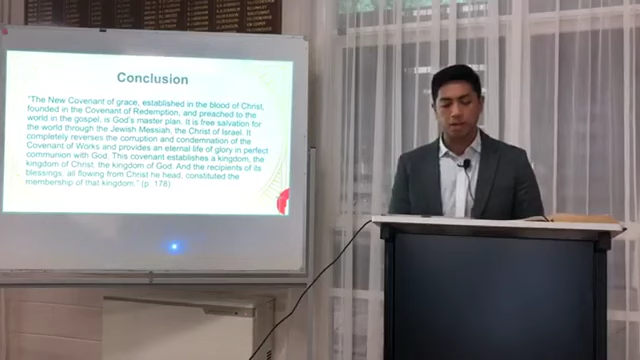 Conclusion
"The New Covenant of grace, established in the blood of Christ,
founded in the Covenant of Redemption, and preached to the
world in the gospel, is God's master plan. It is free salvation for
the world through the Jewish Messiah, the Christ of Israel. It
completely reverses the corruption and condemnation of the
Covenant of Works and provides an eternal life of glory in perfect
communion with God. This covenant establishes a kingdom, the
kingdom of Christ, the kingdom of God. And the recipients of its
blessings, all flowing from Christ he head, constituted the
membership of that kingdom." (p. 178)